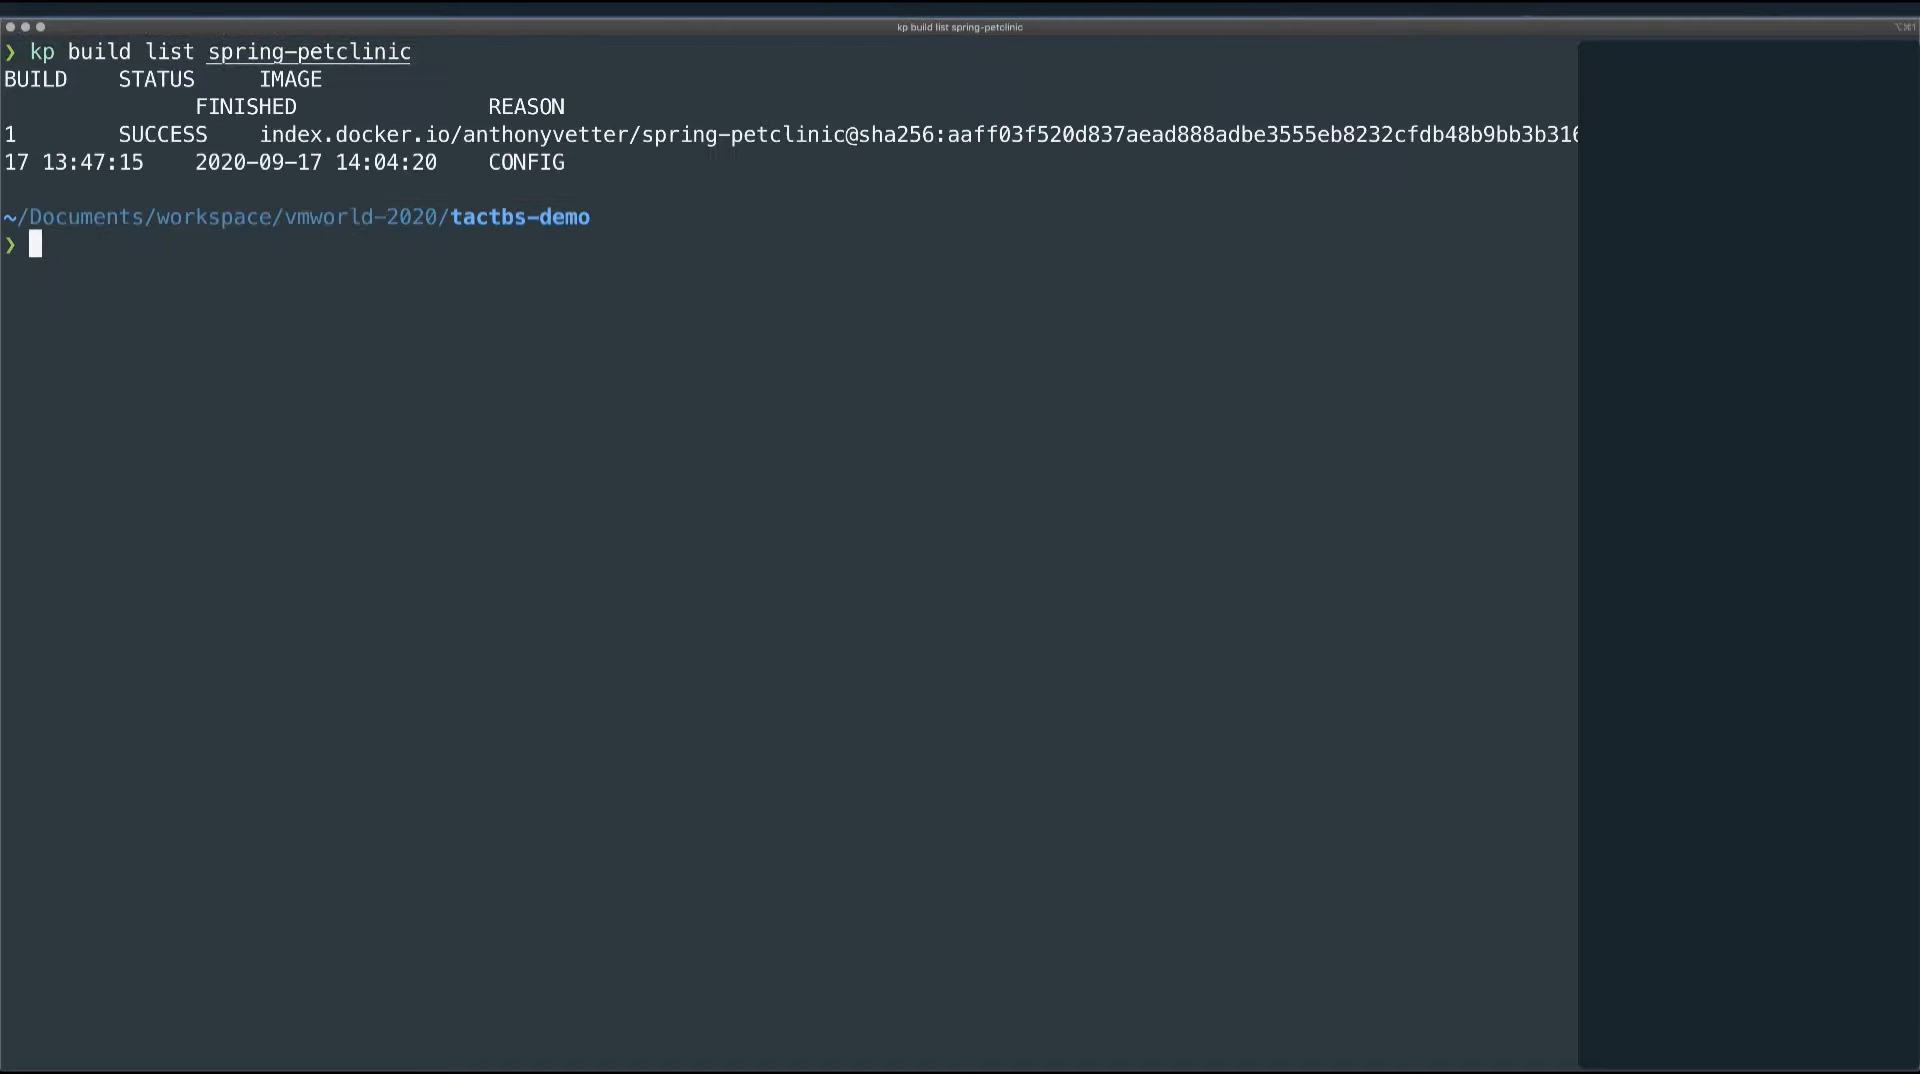 kp build list spring-petclinic
⌥⌘1
❯ kp build list spring-petclinic
BUILD    STATUS     IMAGE
FINISHED               REASON
1        SUCCESS    index.docker.io/anthonyvetter/spring-petclinic@sha256:aaff03f520d837aead888adbe3555eb8232cfdb48b9bb3b316
17 13:47:15    2020-09-17 14:04:20    CONFIG
~/Documents/workspace/vmworld-2020/tactbs-demo
❯